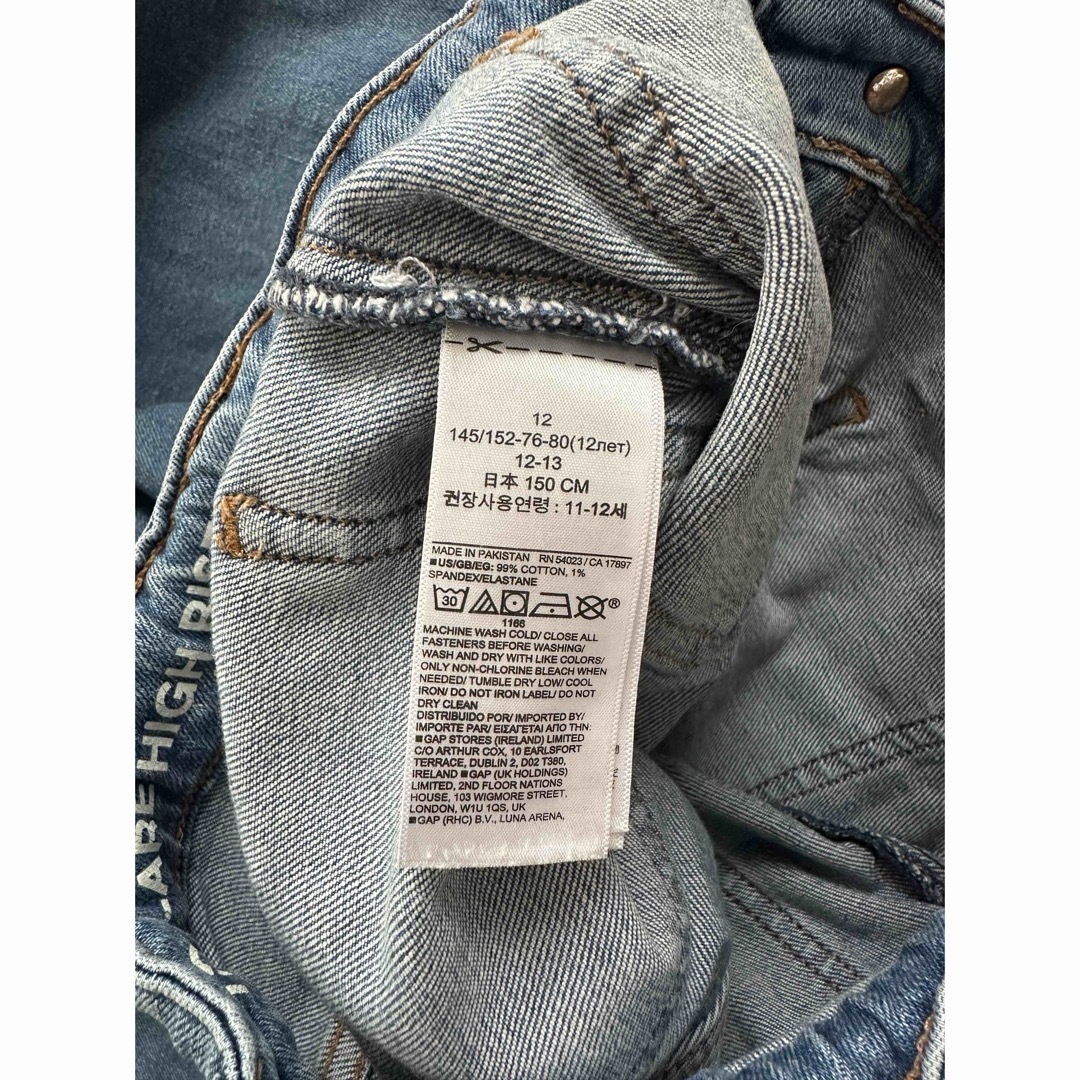 12
145/152-76-80(12лет)
12-13
日本 150 CM
권장사용연령 : 11-12세
MADE IN PAKISTAN RN 54023 / CA 17897
■US/GB/EG: 99% COTTON, 1%
SPANDEX/ELASTANE
30
®
1166
MACHINE WASH COLD/ CLOSE ALL
FASTENERS BEFORE WASHING/
WASH AND DRY WITH LIKE COLORS/
ONLY NON-CHLORINE BLEACH WHEN
NEEDED/ TUMBLE DRY LOW/ COOL
IRON/ DO NOT IRON LABEL/ DO NOT
DRY CLEAN
DISTRIBUIDO POR/ IMPORTED BY/
IMPORTE PAR/ ΕΙΣΑΓΕΤΑΙ ΑΠΟ ΤΗΝ:
■GAP STORES (IRELAND) LIMITED
C/O ARTHUR COX, 10 EARLSFORT
TERRACE, DUBLIN 2, D02 T380,
IRELAND ■GAP (UK HOLDINGS)
LIMITED, 2ND FLOOR NATIONS
HOUSE, 103 WIGMORE STREET,
LONDON, W1U 1QS, UK
■GAP (RHC) B.V., LUNA ARENA,
ARE HIGH RISE